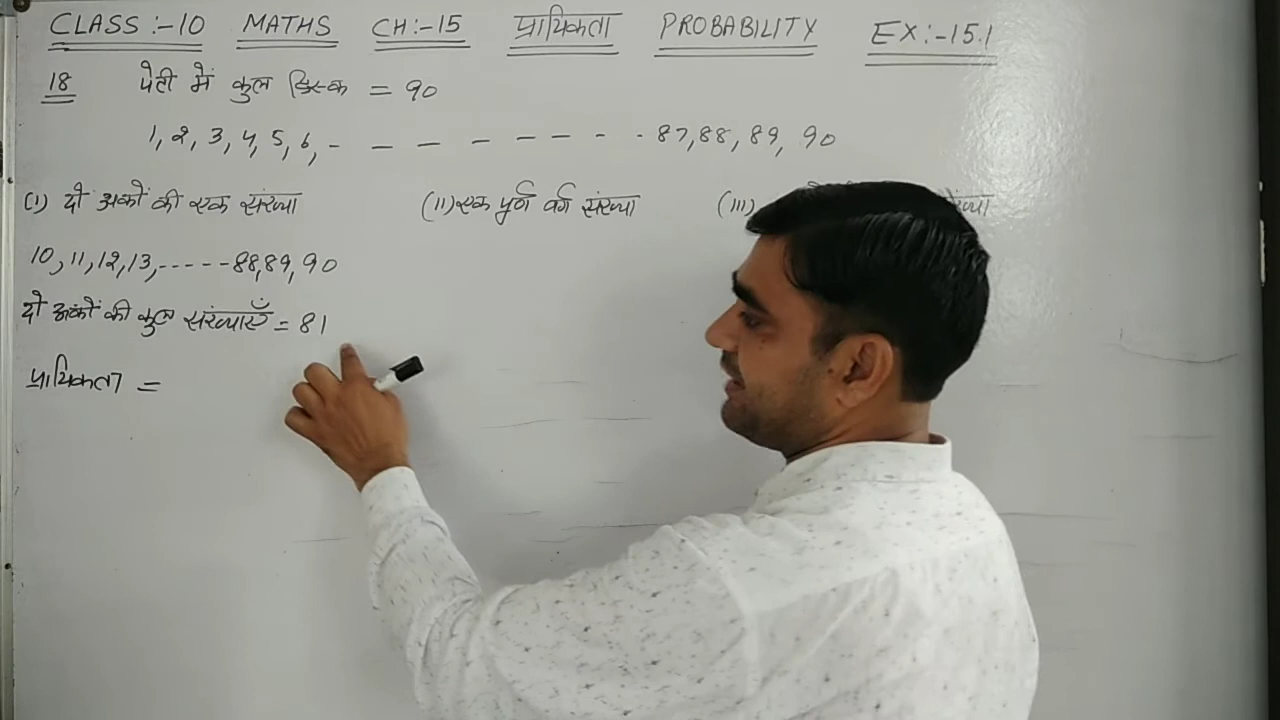 CLASS :- 10 MATHS CH :- 15 प्रायिकता PROBABILITY EX :- 15.1
18 पेटी में कुल डिस्क = 90
1, 2, 3, 4, 5, 6, - - - - - - - - 87, 88, 89, 90
(i) दो अंकों की एक संख्या (ii) एक पूर्ण वर्ग संख्या (iii)
10, 11, 12, 13, - - - - - 88, 89, 90
दो अंकों की कुल संख्याएँ = 81
प्रायिकता =